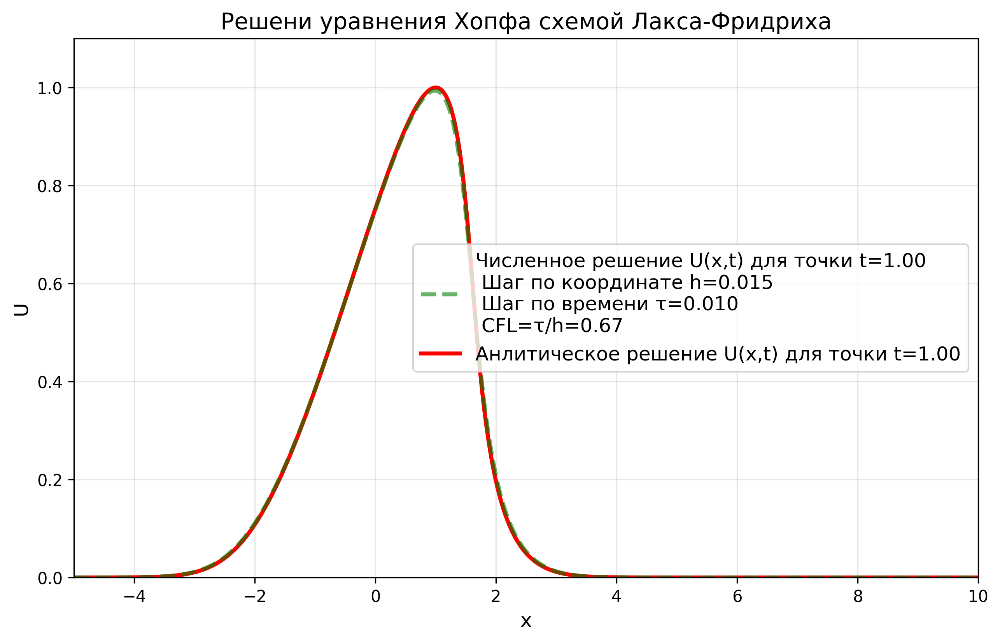 Решени уравнения Хопфа схемой Лакса-Фридриха
1.0
0.8
0.6
0.4
0.2
0.0
U
Численное решение U(x,t) для точки t=1.00
Шаг по координате h=0.015
Шаг по времени τ=0.010
CFL=τ/h=0.67
Анлитическое решение U(x,t) для точки t=1.00
−4 −2 0 2 4 6 8 10
x